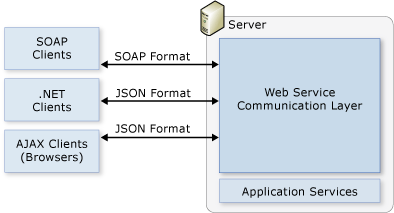 Server
SOAP
Clients
SOAP Format
.NET
Clients
JSON Format
AJAX Clients
(Browsers)
JSON Format
Web Service
Communication Layer
Application Services